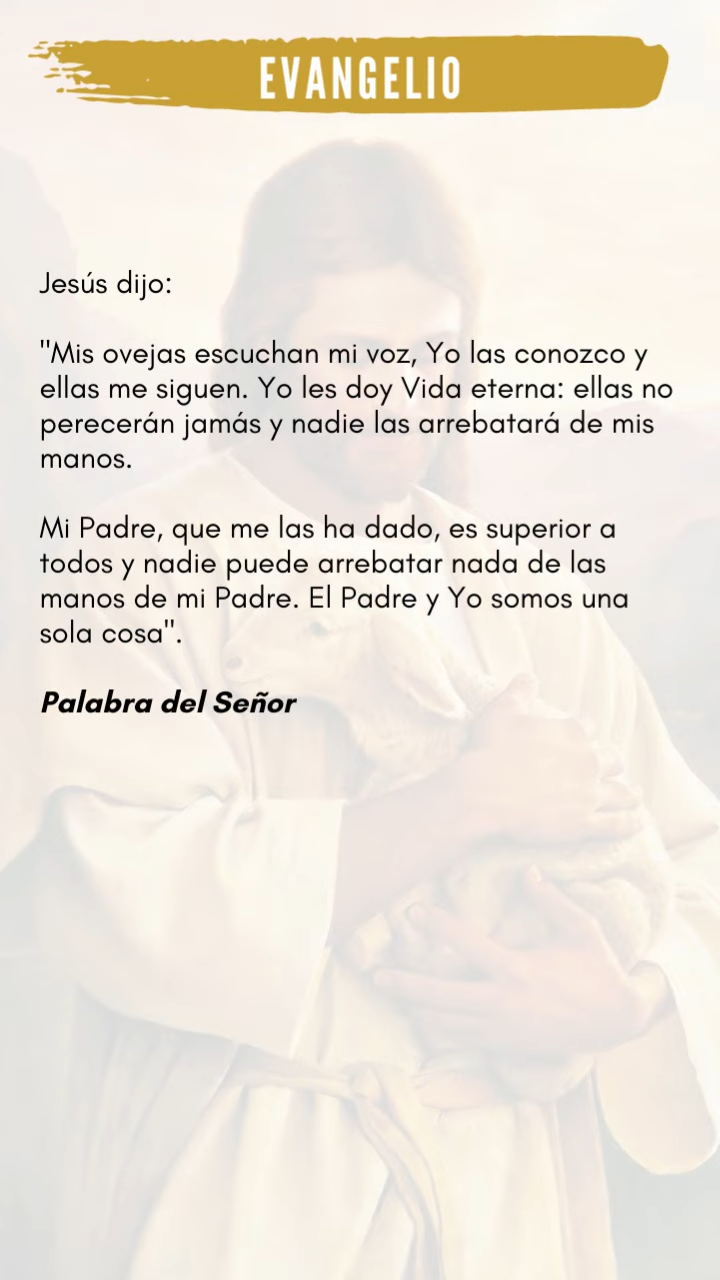 EVANGELIO
Jesús dijo:
"Mis ovejas escuchan mi voz, Yo las conozco y
ellas me siguen. Yo les doy Vida eterna: ellas no
perecerán jamás y nadie las arrebatará de mis
manos.
Mi Padre, que me las ha dado, es superior a
todos y nadie puede arrebatar nada de las
manos de mi Padre. El Padre y Yo somos una
sola cosa".
Palabra del Señor